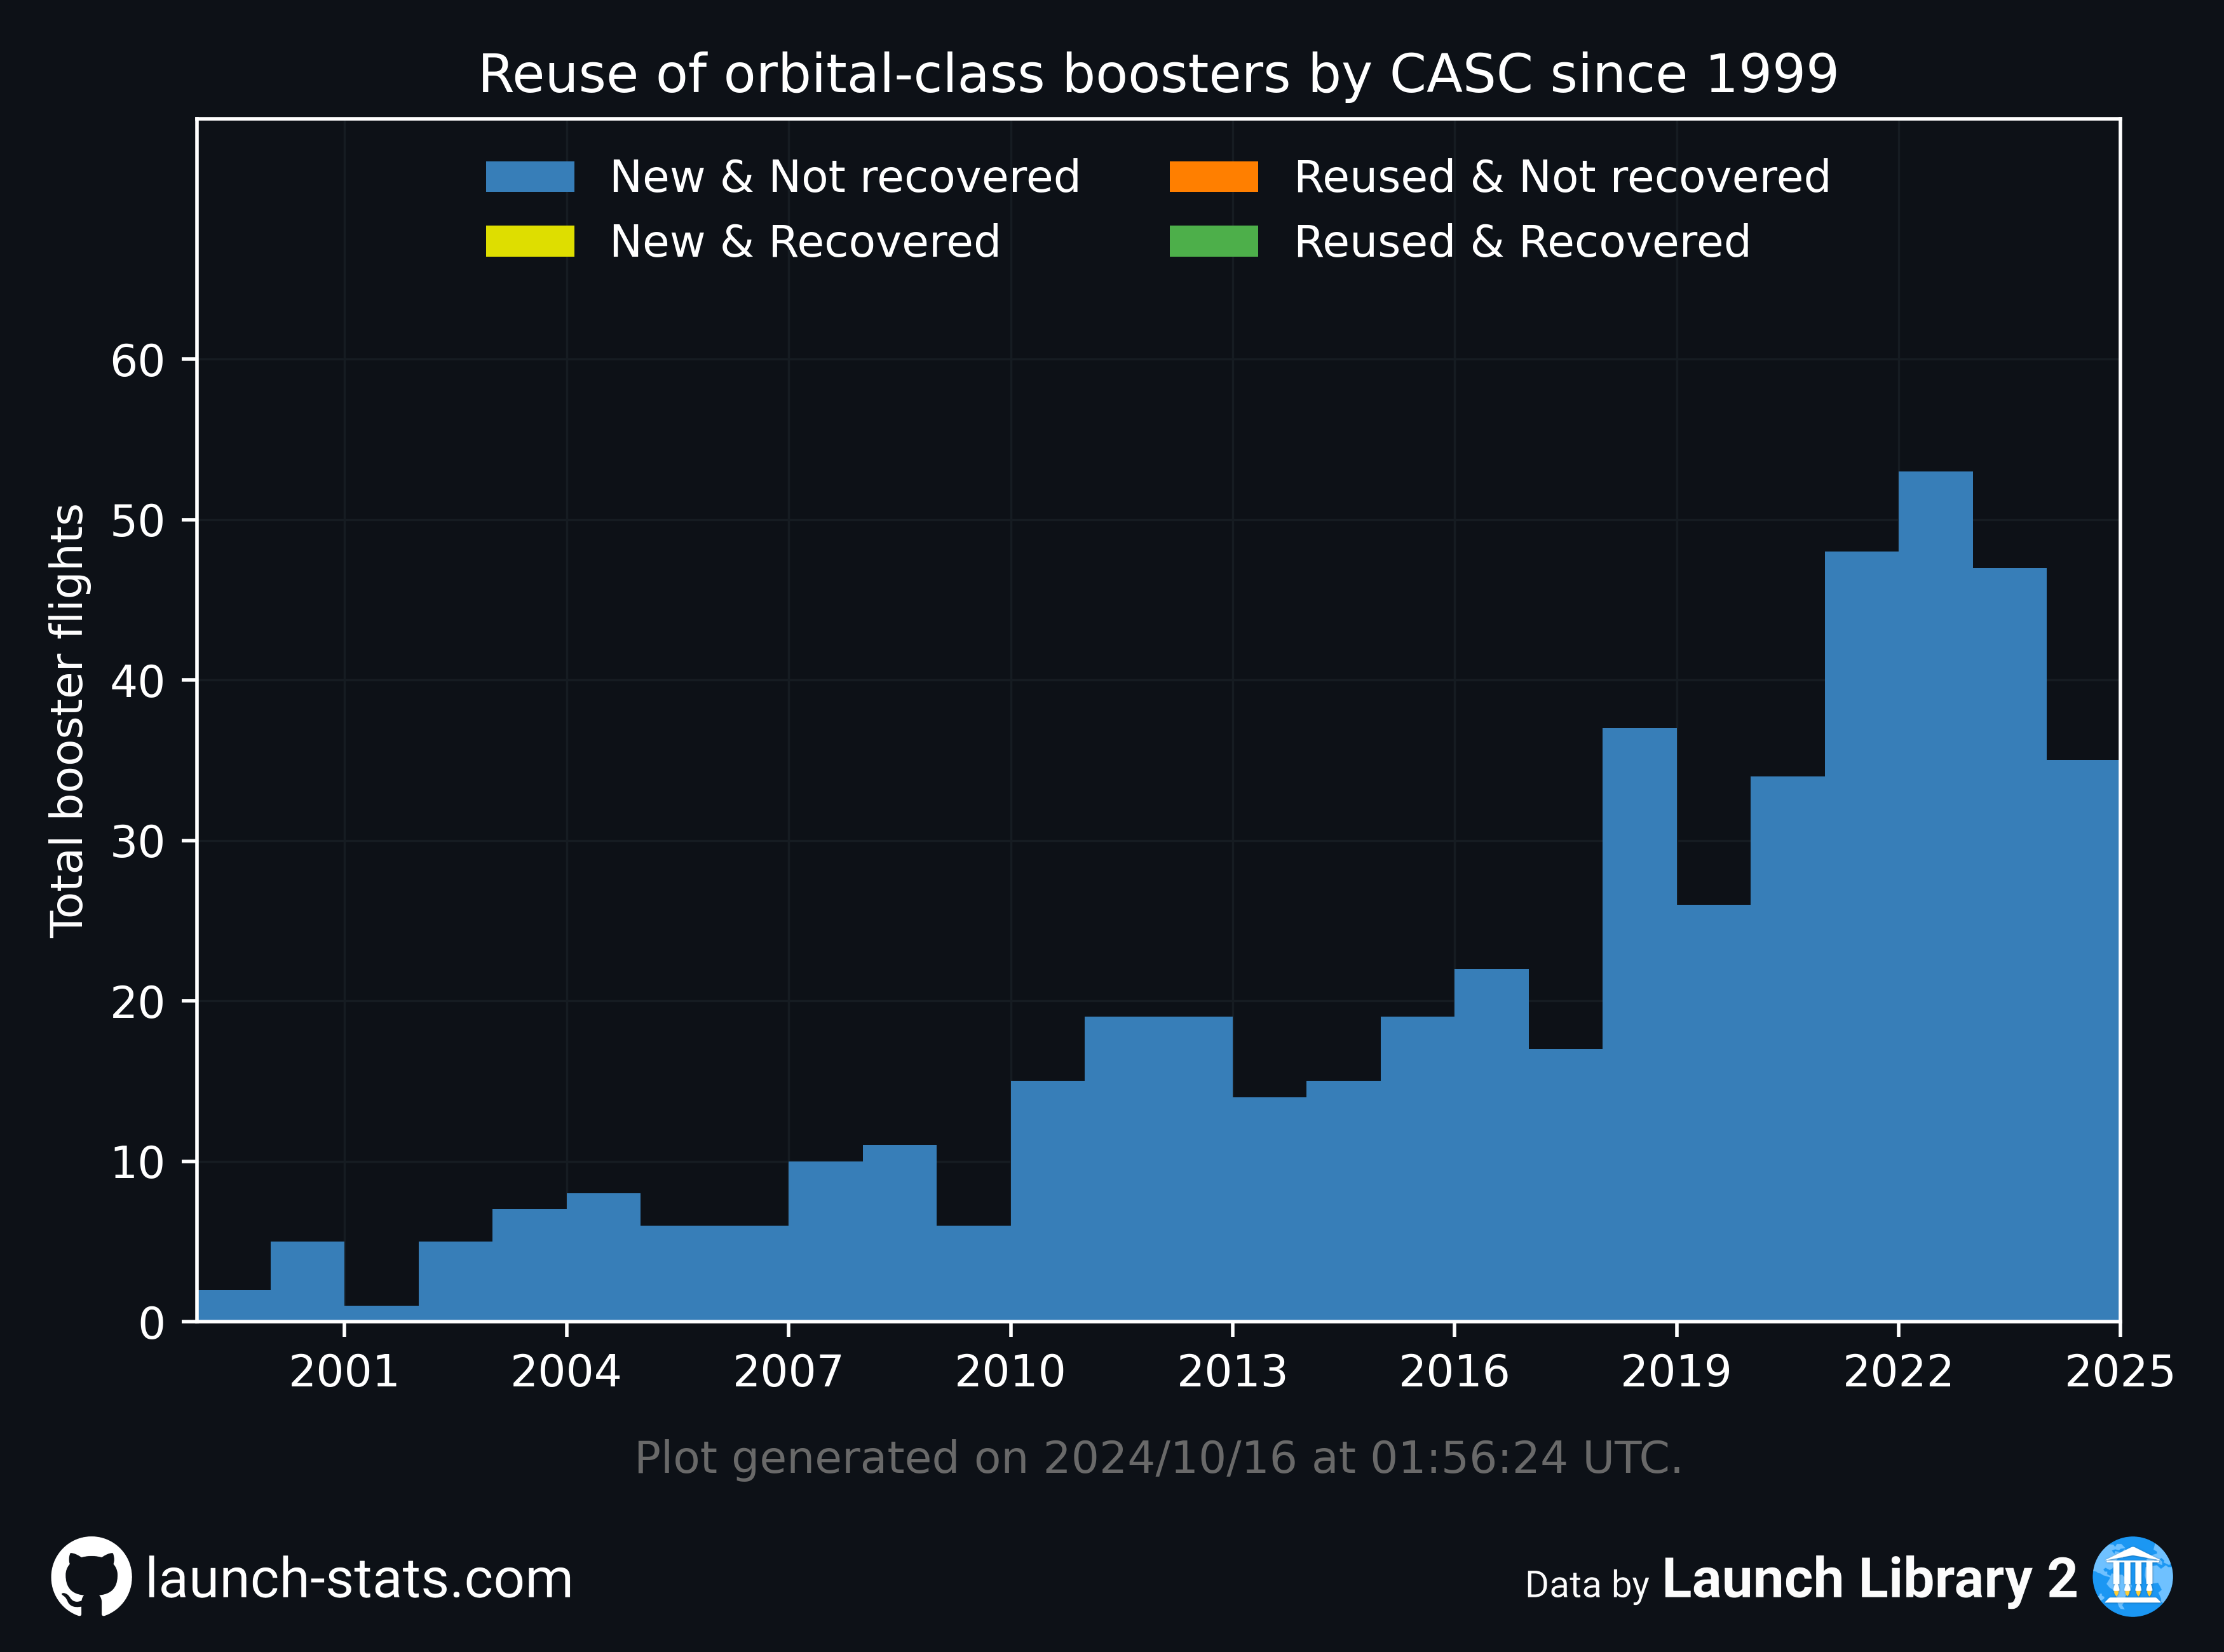 Reuse of orbital-class boosters by CASC since 1999
New & Not recovered
New & Recovered
Reused & Not recovered
Reused & Recovered
Total booster flights
60
50
40
30
20
10
0
2001 2004 2007 2010 2013 2016 2019 2022 2025
Plot generated on 2024/10/16 at 01:56:24 UTC.
launch-stats.com
Data by Launch Library 2